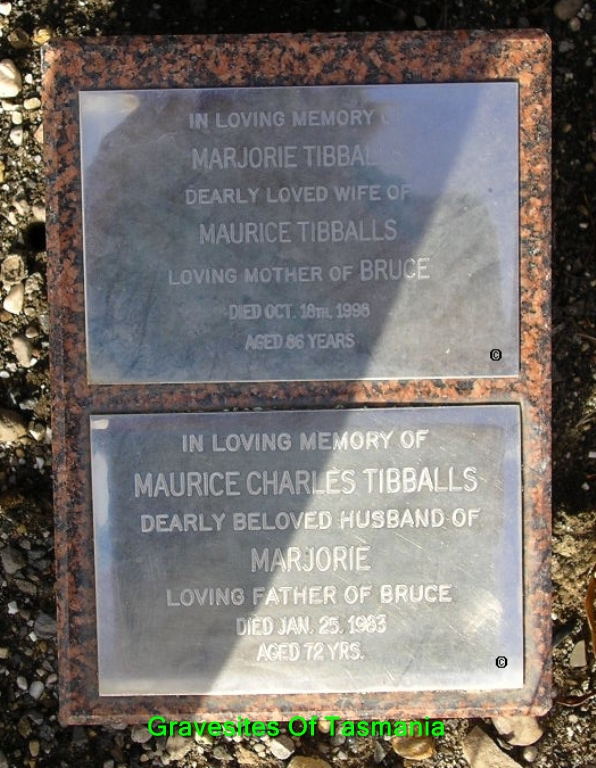 IN LOVING MEMORY OF
MARJORIE TIBBALLS
DEARLY LOVED WIFE OF
MAURICE TIBBALLS
LOVING MOTHER OF BRUCE
DIED OCT. 18TH, 1998
AGED 86 YEARS
©
IN LOVING MEMORY OF
MAURICE CHARLES TIBBALLS
DEARLY BELOVED HUSBAND OF
MARJORIE
LOVING FATHER OF BRUCE
DIED JAN. 25. 1983
AGED 72 YRS.
©
Gravesites Of Tasmania